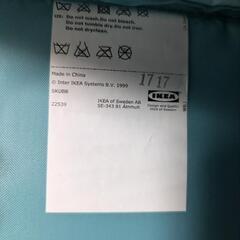 US: Do not wash.Do not bleach.
Do not tumble dry.Do not iron.
Do not dryclean.
Made in China
© Inter IKEA Systems B.V. 1999
SKUBB
22539
IKEA of Sweden AB
SE-343 81 Älmhult
1717
IKEA
Design and Quality
IKEA of Sweden